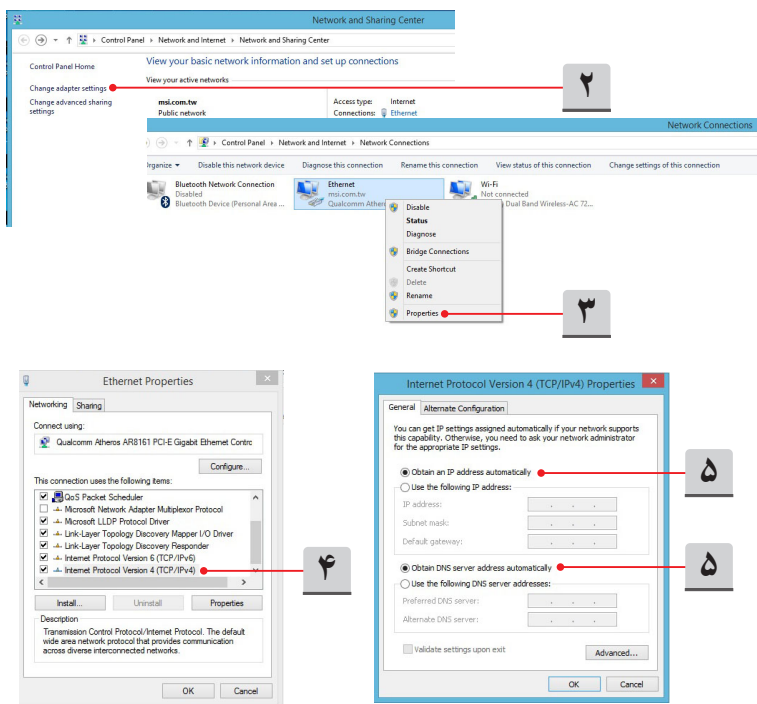 Network and Sharing Center
Control Panel ▸ Network and Internet ▸ Network and Sharing Center
Control Panel Home
Change adapter settings
Change advanced sharing
settings
View your basic network information and set up connections
View your active networks
msi.com.tw
Public network
Access type: Internet
Connections: Ethernet
۲
Network Connections
Control Panel ▸ Network and Internet ▸ Network Connections
Organize ▾ Disable this network device Diagnose this connection Rename this connection View status of this connection Change settings of this connection
Bluetooth Network Connection
Disabled
Bluetooth Device (Personal Area ...
Ethernet
msi.com.tw
Qualcomm Ather
Wi-Fi
Not connected
Dual Band Wireless-AC 72...
Disable
Status
Diagnose
Bridge Connections
Create Shortcut
Delete
Rename
Properties
۳
Ethernet Properties
Networking Sharing
Connect using:
Qualcomm Atheros AR8161 PCI-E Gigabit Ethernet Contrc
Configure...
This connection uses the following items:
QoS Packet Scheduler
Microsoft Network Adapter Multiplexor Protocol
Microsoft LLDP Protocol Driver
Link-Layer Topology Discovery Mapper I/O Driver
Link-Layer Topology Discovery Responder
Internet Protocol Version 6 (TCP/IPv6)
Internet Protocol Version 4 (TCP/IPv4)
۴
Install... Uninstall Properties
Description
Transmission Control Protocol/Internet Protocol. The default
wide area network protocol that provides communication
across diverse interconnected networks.
OK Cancel
Internet Protocol Version 4 (TCP/IPv4) Properties
General Alternate Configuration
You can get IP settings assigned automatically if your network supports
this capability. Otherwise, you need to ask your network administrator
for the appropriate IP settings.
Obtain an IP address automatically
۵
Use the following IP address:
IP address:
Subnet mask:
Default gateway:
Obtain DNS server address automatically
۵
Use the following DNS server addresses:
Preferred DNS server:
Alternate DNS server:
Validate settings upon exit
Advanced...
OK Cancel